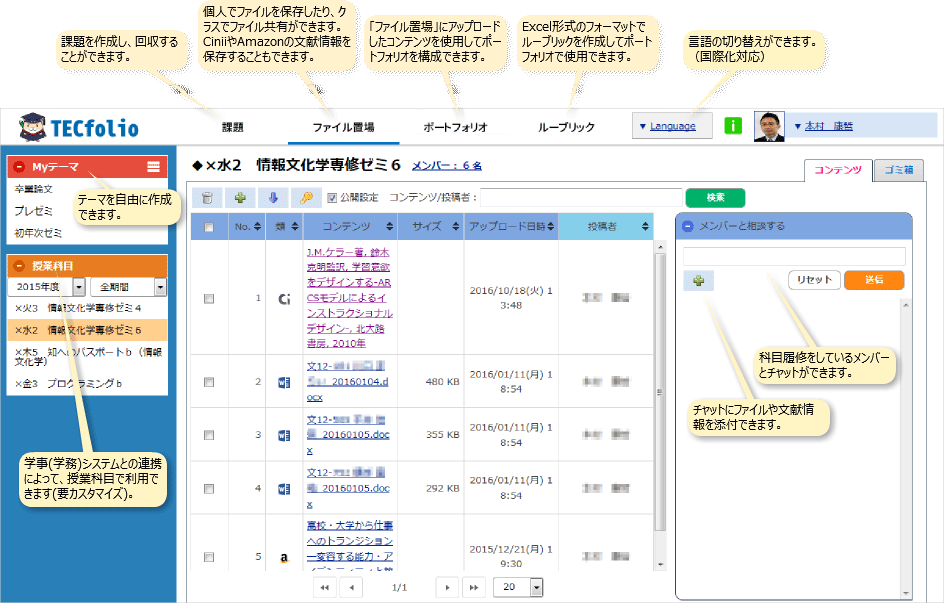 課題を作成し、回収する
ことができます。
個人でファイルを保存したり、ク
ラスでファイル共有ができます。
CiniiやAmazonの文献情報を
保存することもできます。
「ファイル置場」にアップロード
したコンテンツを使用してポー
トフォリオを構成できます。
Excel形式のフォーマットで
ルーブリックを作成してポート
フォリオで使用できます。
言語の切り替えができます。
（国際化対応）
TECfolio
課題
ファイル置場
ポートフォリオ
ルーブリック
▼Language
i
▼本村 康哲
Myテーマ
卒業論文
プレゼミ
初年次ゼミ
テーマを自由に作成
できます。
授業科目
2015年度
全期間
×火3 情報文化学専修ゼミ４
×水2 情報文化学専修ゼミ６
×木5 知へのパスポートｂ（情報
文化学）
×金3 プログラミングｂ
学事(学務)システムとの連携
によって、授業科目で利用で
きます(要カスタマイズ)。
◆×水2 情報文化学専修ゼミ６ メンバー：６名
コンテンツ
ゴミ箱
公開設定 コンテンツ/投稿者：
検索
No. 類 コンテンツ サイズ アップロード日時 投稿者
1 Ci
J.M.ケラー著, 鈴木
克明監訳, 学習意欲
をデザインする-AR
CSモデルによるイ
ンストラクショナル
デザイン-, 北大路
書房, 2010年
2016/10/18(火) 1
3:48
2
文12-
_20160104.d
ocx
480 KB
2016/01/11(月) 1
8:54
3
文12-
_20160105.doc
x
355 KB
2016/01/11(月) 1
8:54
4
文12-
_20160105.doc
x
292 KB
2016/01/11(月) 1
8:54
5 a
高校・大学から仕事
へのトランジション
―変容する能力・ア
2015/12/21(月) 1
9:30
1/1
20
メンバーと相談する
リセット
送信
科目履修をしているメンバー
とチャットができます。
チャットにファイルや文献情
報を添付できます。